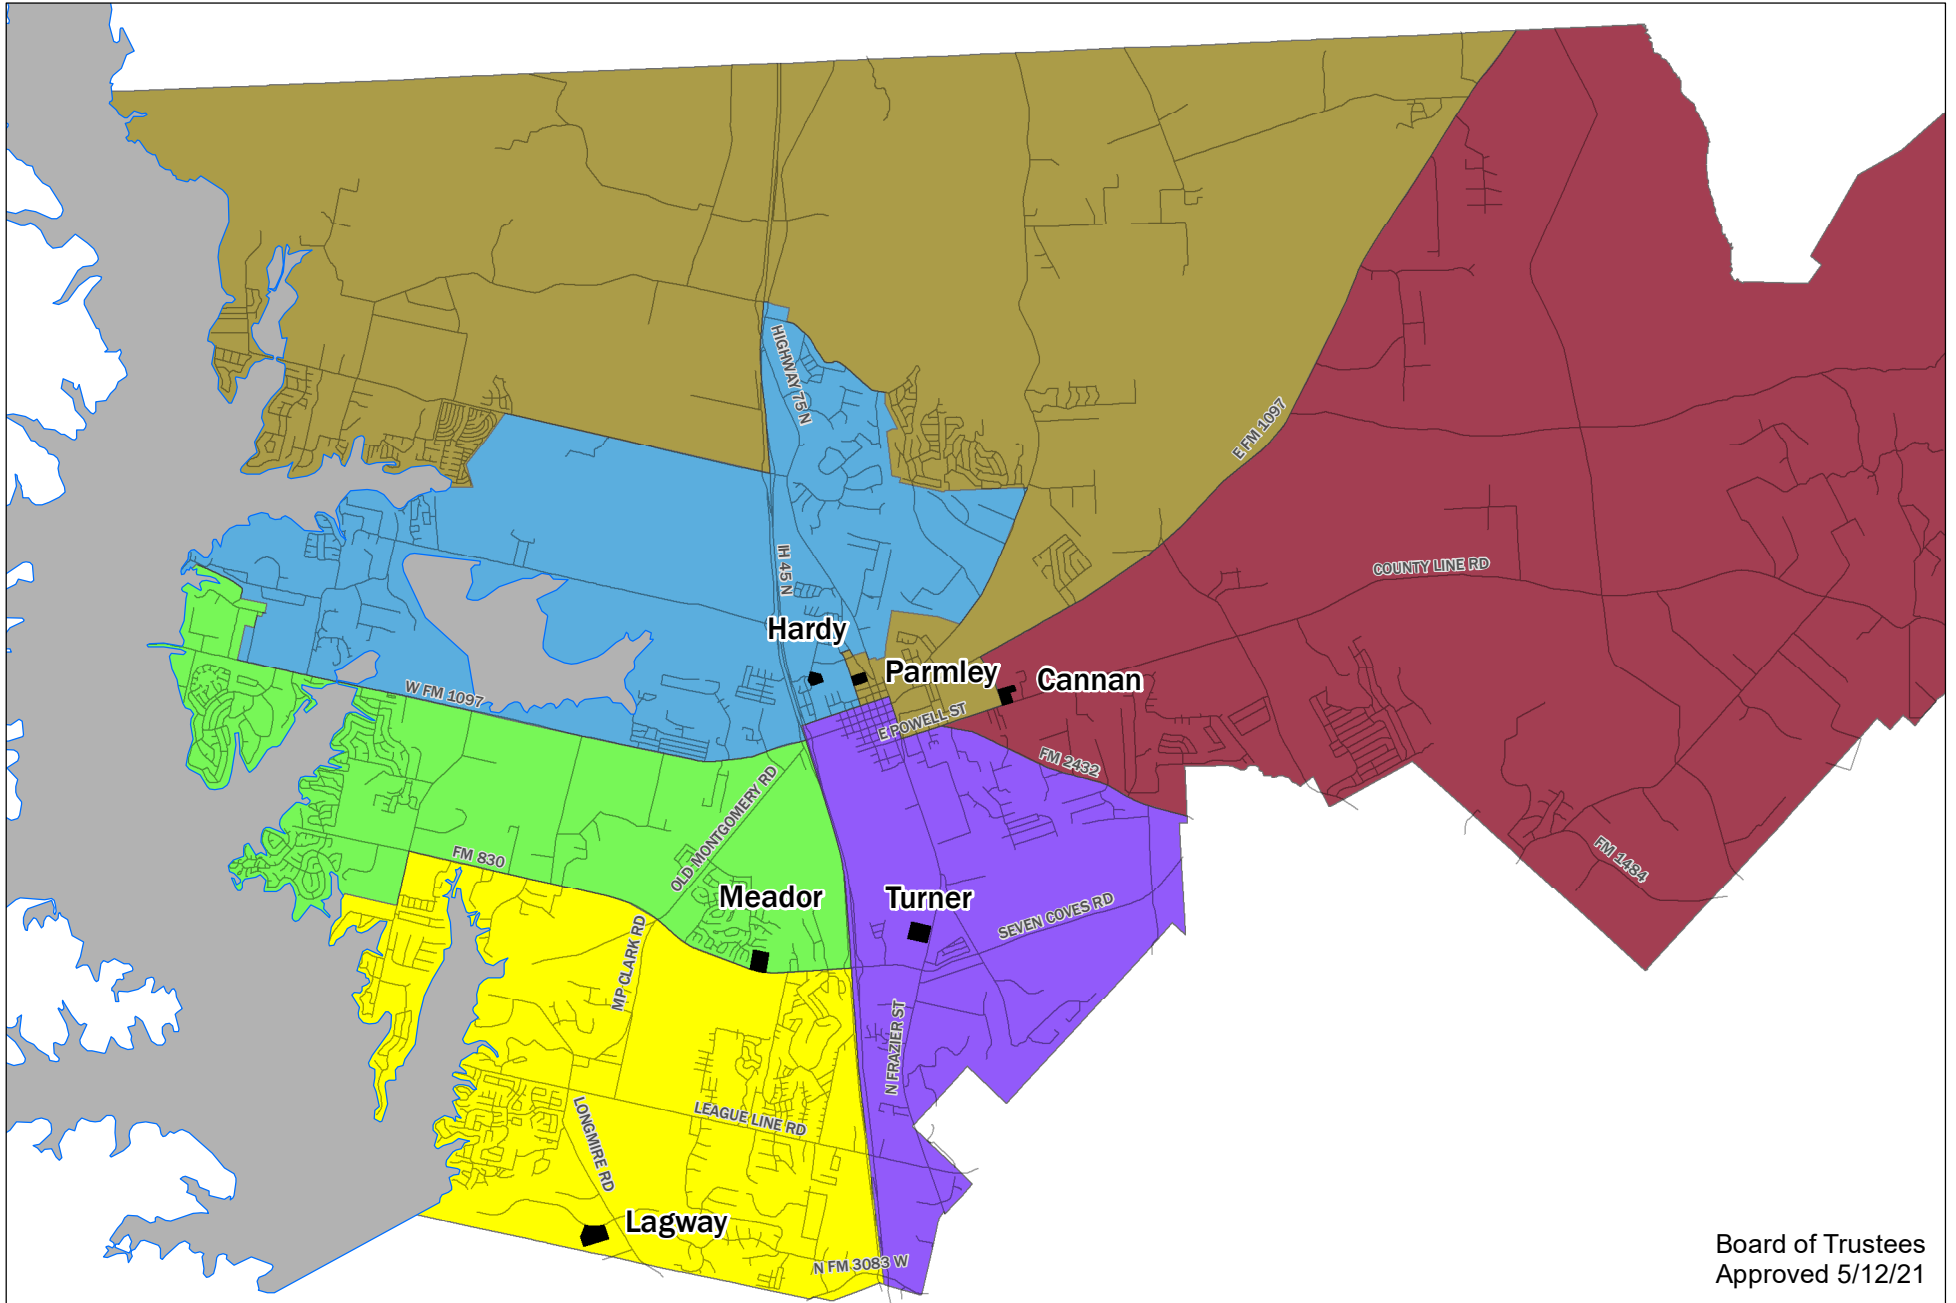 HIGHWAY 75 N
E FM 1097
IH 45 N
COUNTY LINE RD
Hardy
Parmley
Cannan
W FM 1097
E POWELL ST
FM 2432
OLD MONTGOMERY RD
FM 830
FM 1484
Meador
Turner
SEVEN COVES RD
MP CLARK RD
N FRAZIER ST
LEAGUE LINE RD
LONGMIRE RD
Lagway
N FM 3083 W
Board of Trustees
Approved 5/12/21